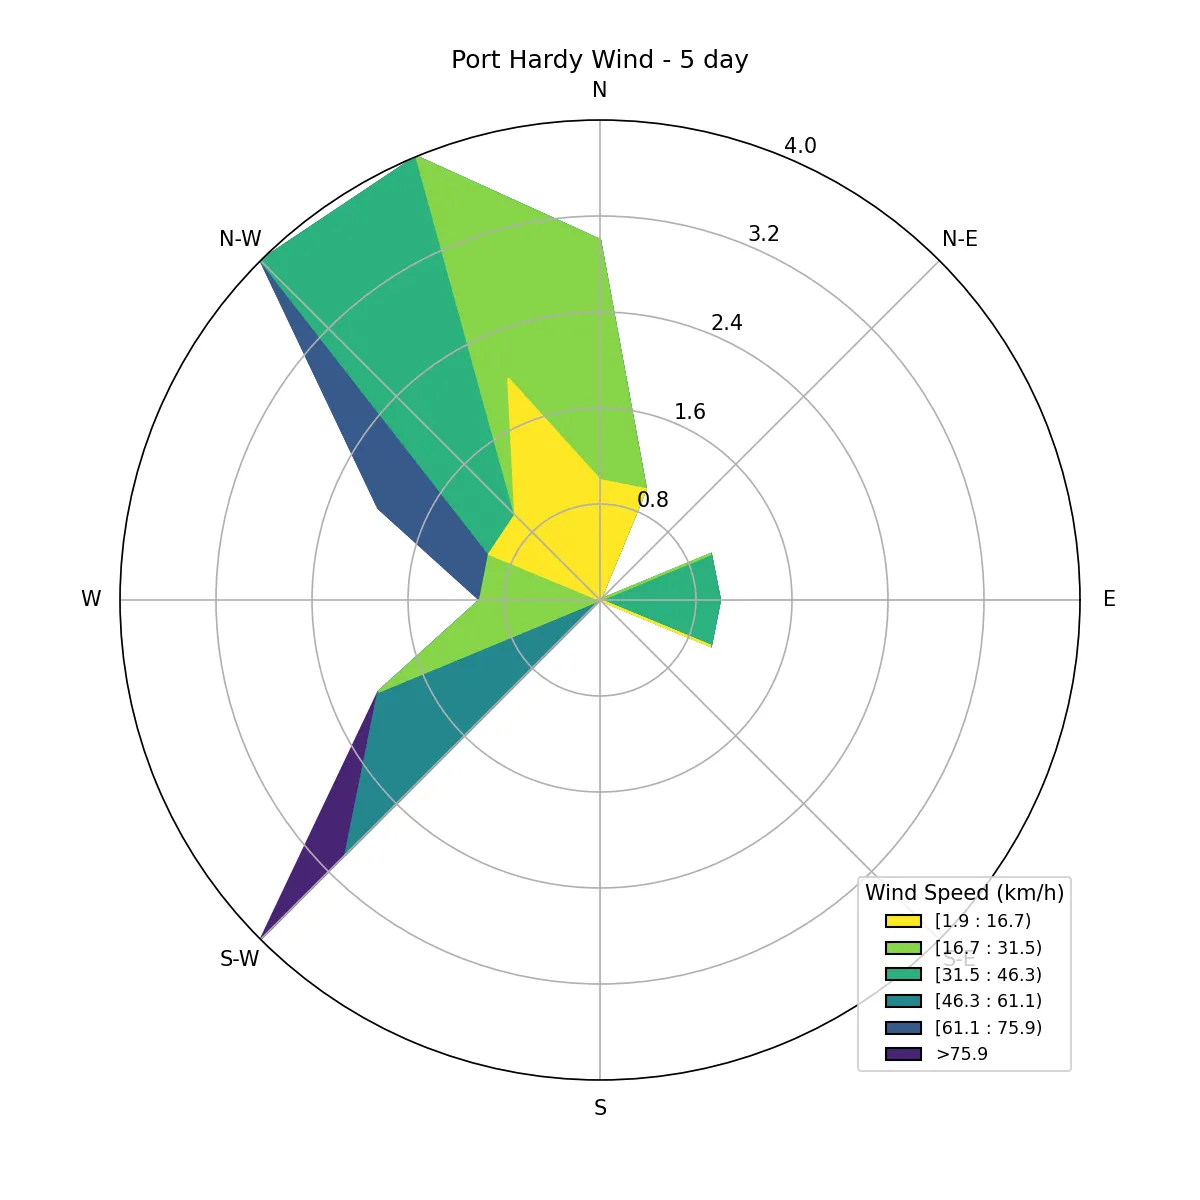 Port Hardy Wind - 5 day
N
4.0
N-W
N-E
3.2
2.4
1.6
0.8
W
E
S-W
S-E
S
Wind Speed (km/h)
[1.9 : 16.7)
[16.7 : 31.5)
[31.5 : 46.3)
[46.3 : 61.1)
[61.1 : 75.9)
>75.9